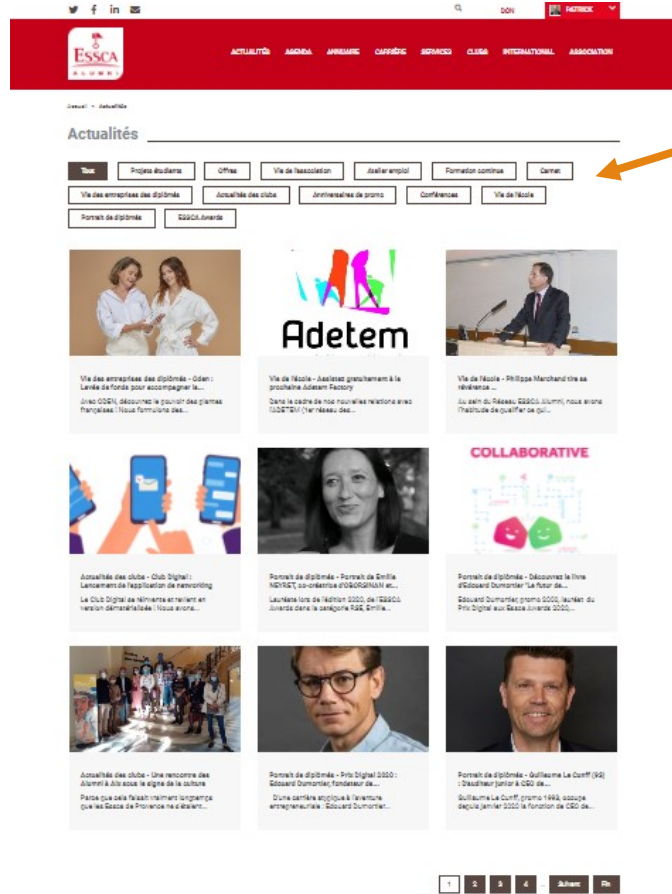 DON
PATRICK
ESSCA
ALUMNI
ACTUALITÉS AGENDA ANNUAIRE CARRIÈRE SERVICES CLUBS INTERNATIONAL ASSOCIATION
Accueil > Actualités
Actualités
Tout Projets étudiants Offres Vie de l'association Atelier emploi Formation continue Carnet
Vie des entreprises des diplômés Actualités des clubs Anniversaires de promo Conférences Vie de l'école
Portrait de diplômés ESSCA Awards
Adetem
Vie des entreprises des diplômés - Oden :
Levée de fonds pour accompagner la...
Avec ODEN, découvrez le pouvoir des plantes
françaises ! Nous formulons des...
Vie de l'école - Assistez gratuitement à la
prochaine Adetem Factory
Dans le cadre de nos nouvelles relations avec
l'ADETEM (1er réseau des...
Vie de l'école - Philippe Marchand tire sa
révérence ...
Au sein du Réseau ESSCA Alumni, nous avons
l'habitude de qualifier ce qui...
COLLABORATIVE
Actualités des clubs - Club Digital :
Lancement de l'application de networking
Le Club Digital se réinvente et revient en
version dématérialisée ! Nous avons...
Portrait de diplômés - Portrait de Emilie
NEYRET, co-créatrice d'OBORSINAN et...
Lauréate lors de l'édition 2020, de l'ESSCA
Awards dans la catégorie RSE, Emilie...
Portrait de diplômés - Découvrez le livre
d'Edouard Dumortier "Le futur de...
Edouard Dumortier, promo 2002, lauréat du
Prix Digital aux Essca Awards 2020,...
Actualités des clubs - Une rencontre des
Alumni à Aix sous le signe de la culture
Parce que cela faisait vraiment longtemps
que les Essca de Provence ne s'étaient...
Portrait de diplômés - Prix Digital 2020 :
Edouard Dumortier, fondateur de...
D'une carrière atypique à l'aventure
entrepreneuriale : Edouard Dumortier...
Portrait de diplômés - Guillaume Le Cunff (93)
: D'auditeur junior à CEO de...
Guillaume Le Cunff, promo 1993, occupe
depuis janvier 2020 la fonction de CEO de...
1 2 3 4 … Suivant Fin